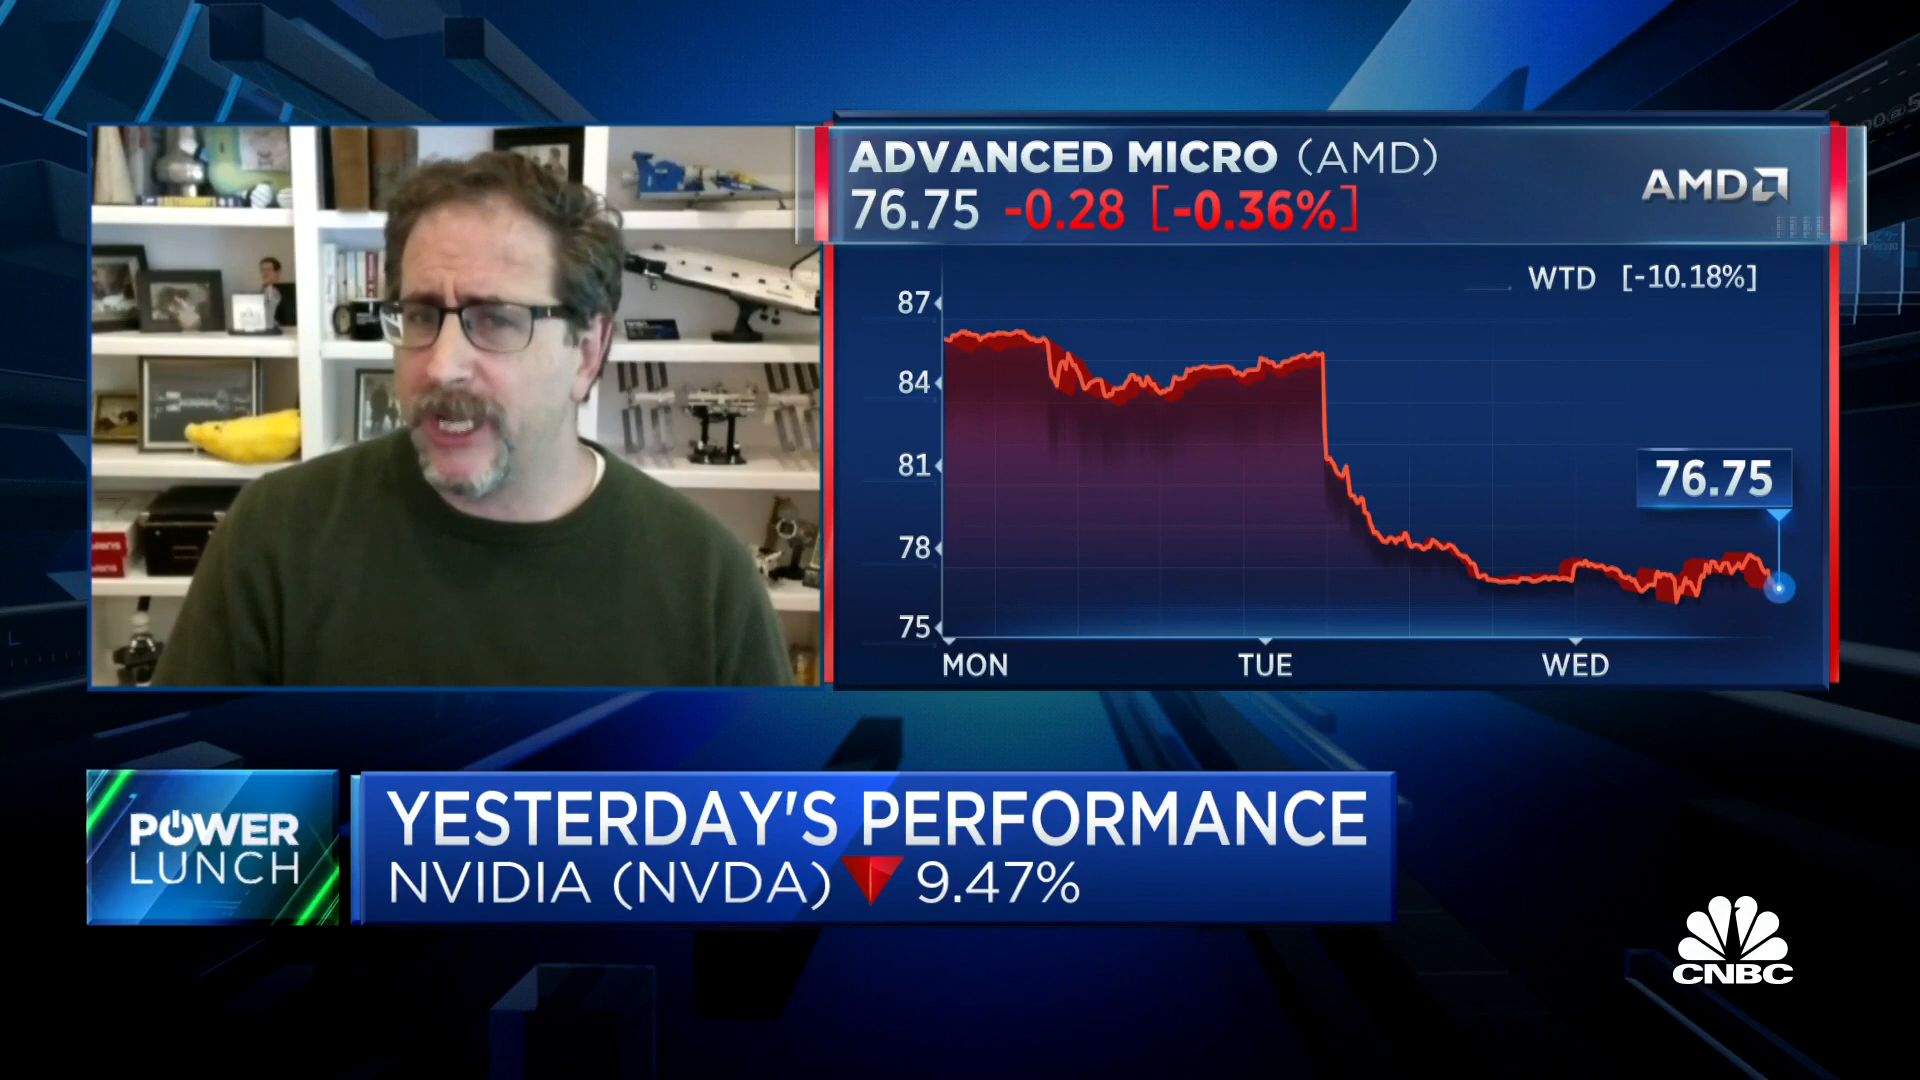 ADVANCED MICRO (AMD)
76.75 -0.28 [-0.36%]
AMD
WTD [-10.18%]
87
84
81
78
75
76.75
MON TUE WED
POWER
LUNCH
YESTERDAY'S PERFORMANCE
NVIDIA (NVDA) 9.47%
CNBC